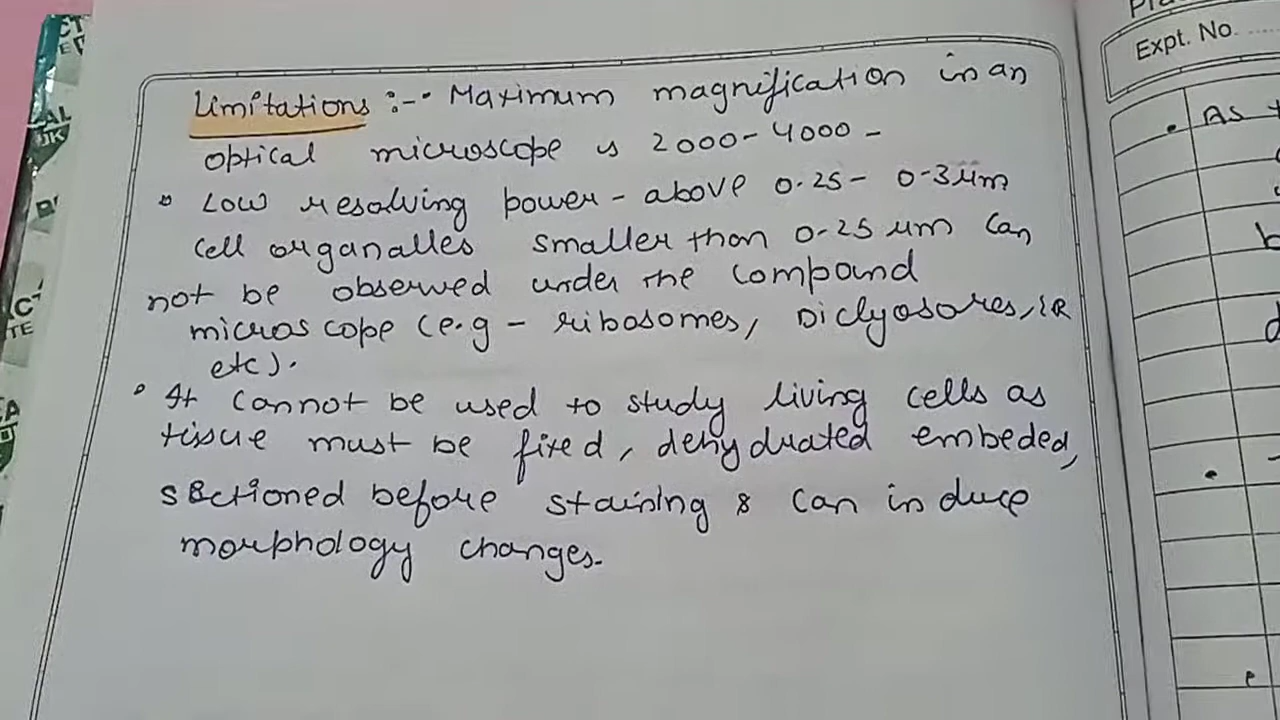 Limitations :- • Maximum magnification in an
optical microscope is 2000 - 4000 -
• Low resolving power - above 0.25 - 0.3 μm
cell organalles smaller than 0.25 μm can
not be observed under the compound
microscope (e.g - ribosomes, Diclyosores, ER
etc).
• It cannot be used to study living cells as
tissue must be fixed, dehydrated embeded,
sectioned before staining & can induce
morphology changes.
Expt. No.
• As